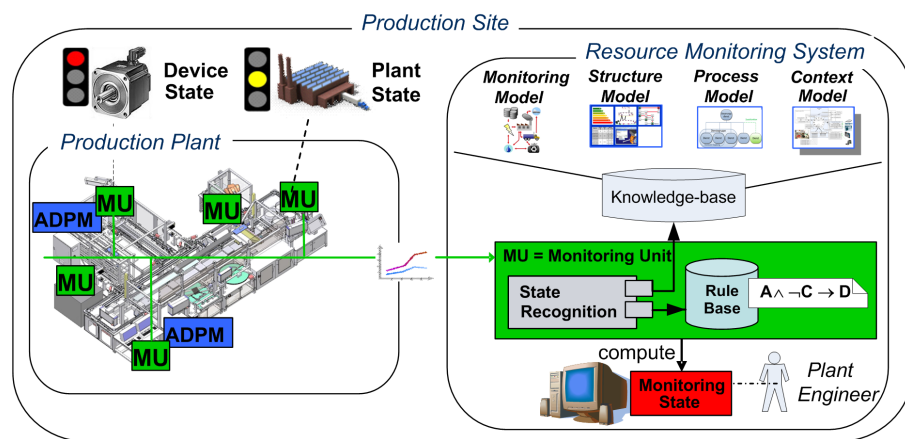 Production Site
Device
State
Plant
State
Resource Monitoring System
Monitoring
Model
Structure
Model
Process
Model
Context
Model
Production Plant
MU
MU
MU
ADPM
MU
ADPM
MU
Knowledge-base
MU = Monitoring Unit
State
Recognition
Rule
Base
A ∧ ¬C → D
compute
Monitoring
State
Plant
Engineer